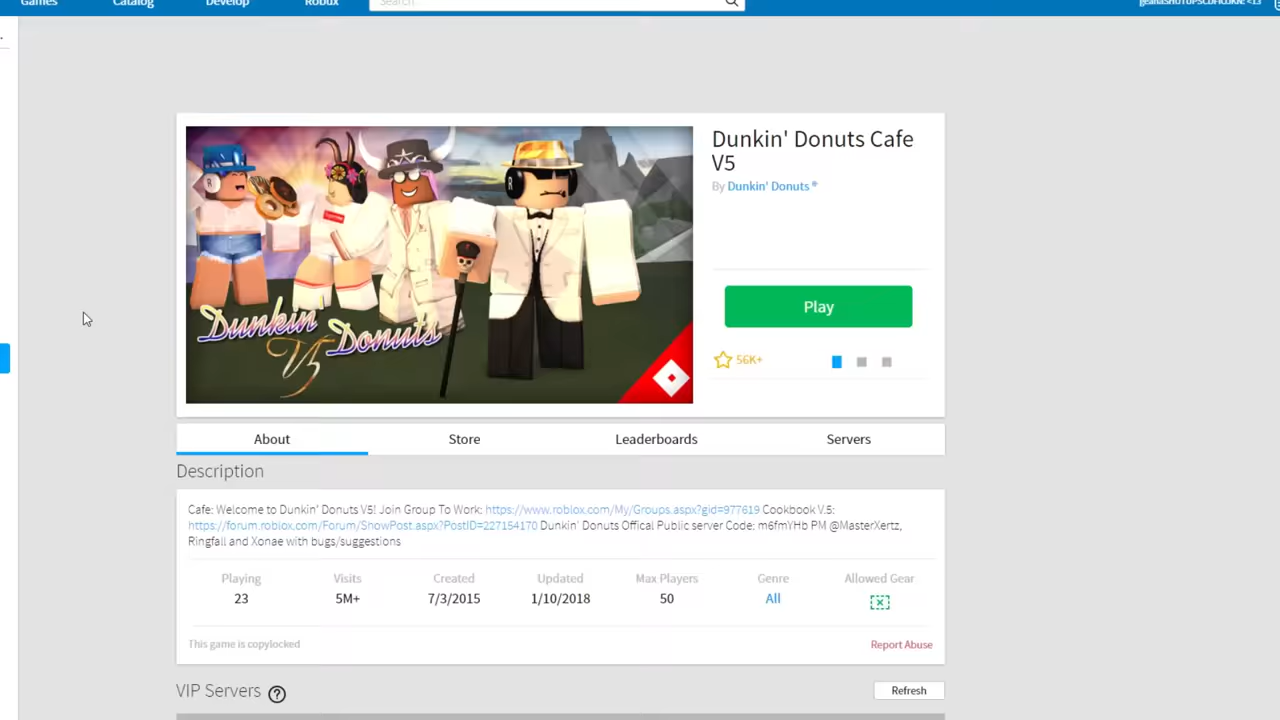 Games Catalog Develop Robux Search
Dunkin' Donuts Cafe
V5
By Dunkin' Donuts®
Dunkin' Donuts
V5
Play
56K+
About Store Leaderboards Servers
Description
Cafe: Welcome to Dunkin' Donuts V5! Join Group To Work: https://www.roblox.com/My/Groups.aspx?gid=977619 Cookbook V.5:
https://forum.roblox.com/Forum/ShowPost.aspx?PostID=227154170 Dunkin' Donuts Offical Public server Code: m6fmYHb PM @MasterXertz,
Ringfall and Xonae with bugs/suggestions
Playing Visits Created Updated Max Players Genre Allowed Gear
23 5M+ 7/3/2015 1/10/2018 50 All
This game is copylocked Report Abuse
VIP Servers ? Refresh